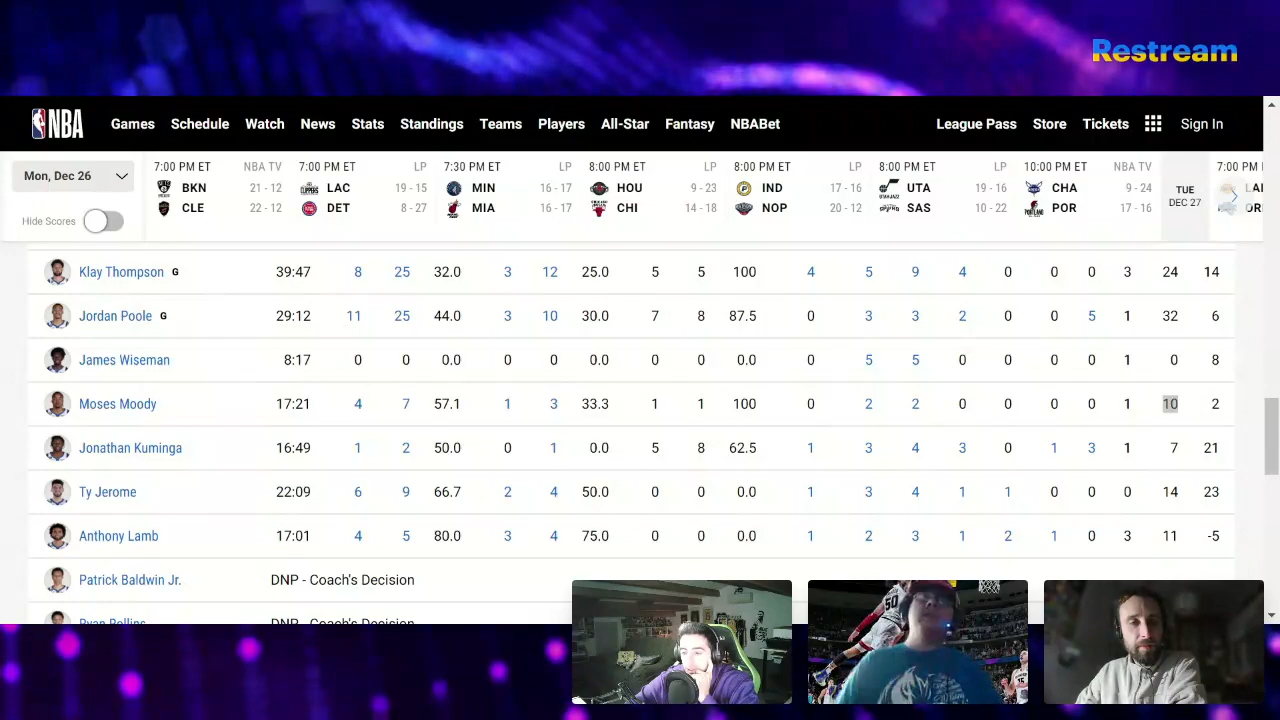 Restream
NBA Games Schedule Watch News Stats Standings Teams Players All-Star Fantasy NBABet League Pass Store Tickets Sign In
Mon, Dec 26
Hide Scores
7:00 PM ET NBA TV
BKN 21 - 12
CLE 22 - 12
7:00 PM ET LP
LAC 19 - 15
DET 8 - 27
7:30 PM ET LP
MIN 16 - 17
MIA 16 - 17
8:00 PM ET LP
HOU 9 - 23
CHI 14 - 18
8:00 PM ET LP
IND 17 - 16
NOP 20 - 12
8:00 PM ET LP
UTA 19 - 16
SAS 10 - 22
10:00 PM ET NBA TV
CHA 9 - 24
POR 17 - 16
TUE
DEC 27
7:00 PM
Klay Thompson G 39:47 8 25 32.0 3 12 25.0 5 5 100 4 5 9 4 0 0 0 3 24 14
Jordan Poole G 29:12 11 25 44.0 3 10 30.0 7 8 87.5 0 3 3 2 0 0 5 1 32 6
James Wiseman 8:17 0 0 0.0 0 0 0.0 0 0 0.0 0 5 5 0 0 0 0 1 0 8
Moses Moody 17:21 4 7 57.1 1 3 33.3 1 1 100 0 2 2 0 0 0 0 1 10 2
Jonathan Kuminga 16:49 1 2 50.0 0 1 0.0 5 8 62.5 1 3 4 3 0 1 3 1 7 21
Ty Jerome 22:09 6 9 66.7 2 4 50.0 0 0 0.0 1 3 4 1 1 0 0 0 14 23
Anthony Lamb 17:01 4 5 80.0 3 4 75.0 0 0 0.0 1 2 3 1 2 1 0 3 11 -5
Patrick Baldwin Jr. DNP - Coach's Decision
Ryan Rollins DNP - Coach's Decision